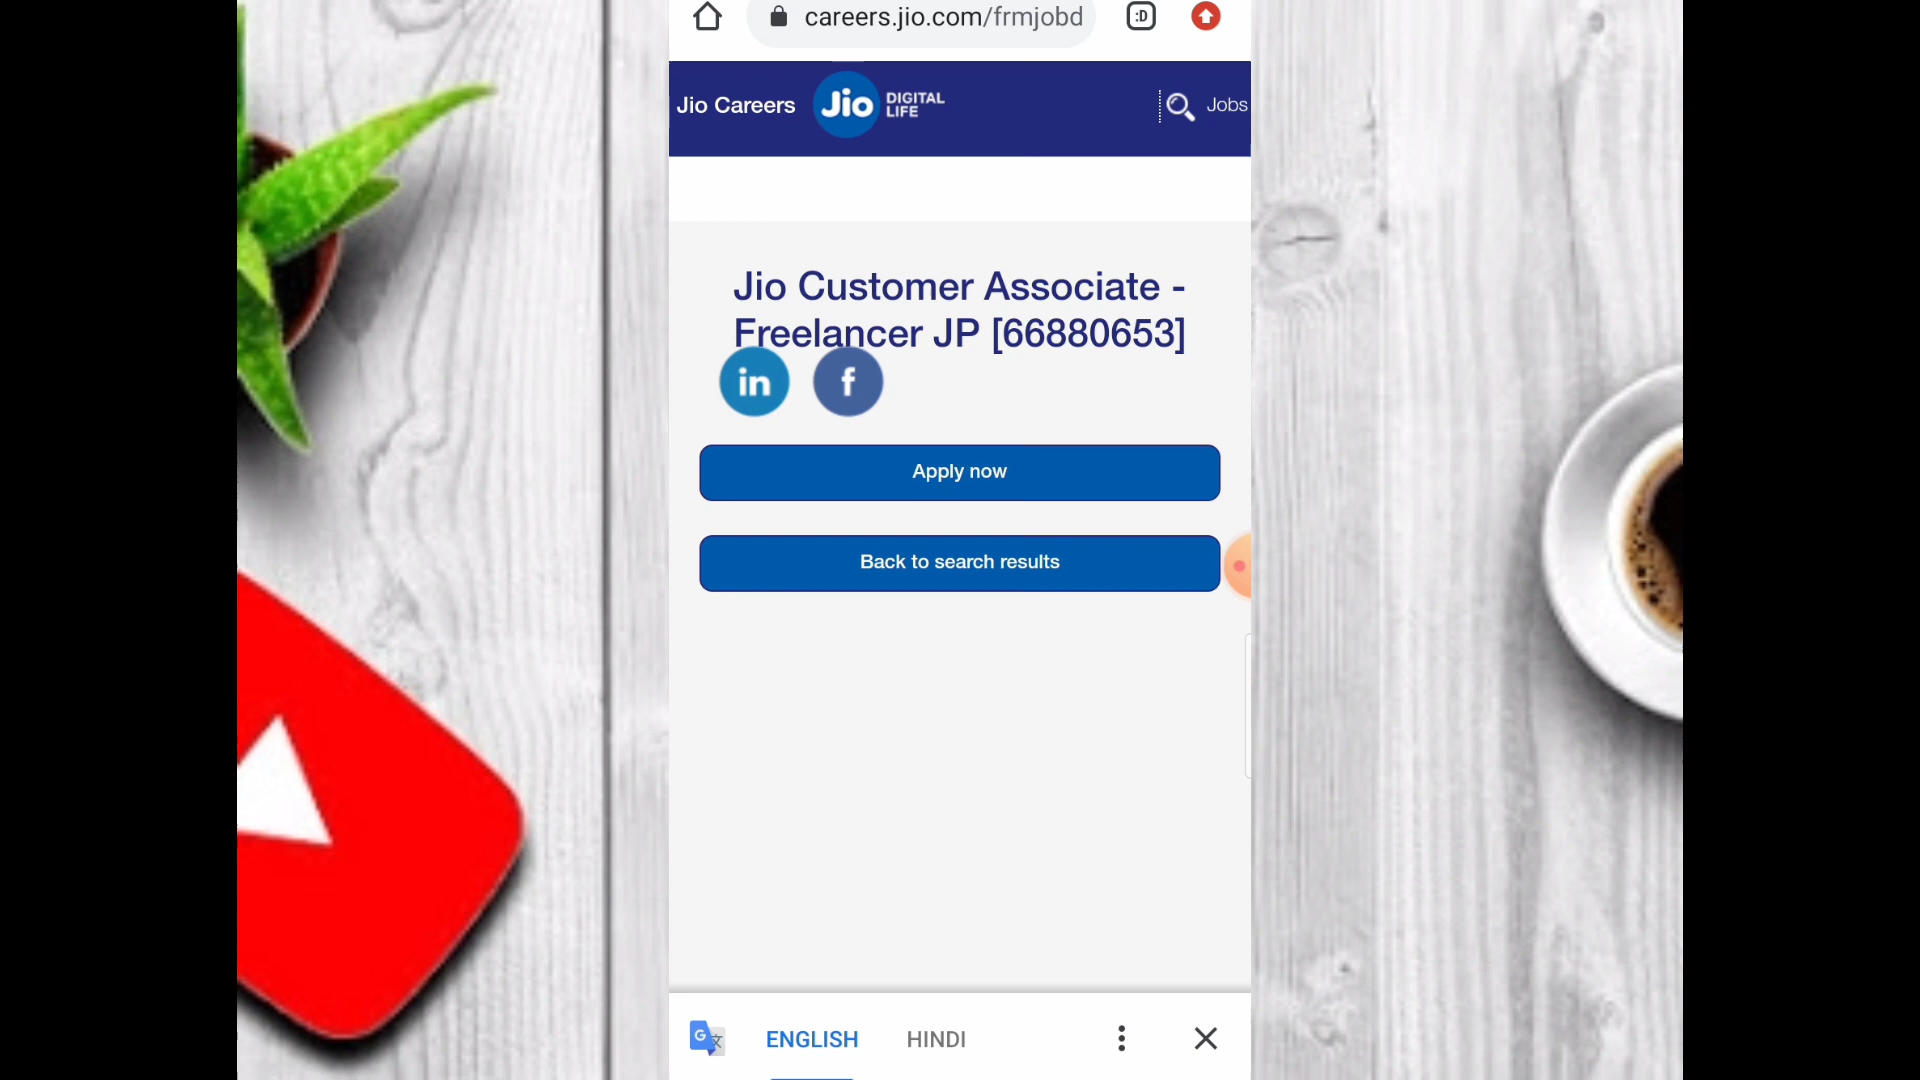 careers.jio.com/frmjobd
:D
Jio Careers
Jio
DIGITAL
LIFE
Jobs
Jio Customer Associate -
Freelancer JP [66880653]
in
f
Apply now
Back to search results
G
ENGLISH
HINDI